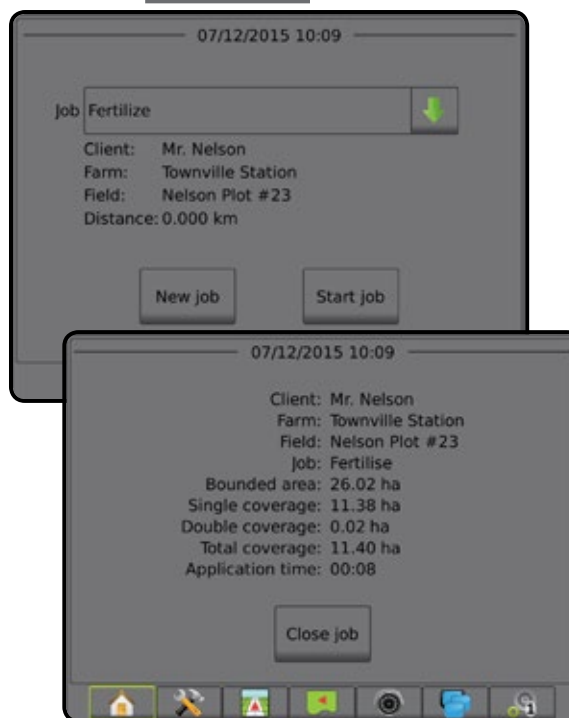 07/12/2015 10:09
Job Fertilize
Client: Mr. Nelson
Farm: Townville Station
Field: Nelson Plot #23
Distance: 0.000 km
New job Start job
07/12/2015 10:09
Client: Mr. Nelson
Farm: Townville Station
Field: Nelson Plot #23
Job: Fertilise
Bounded area: 26.02 ha
Single coverage: 11.38 ha
Double coverage: 0.02 ha
Total coverage: 11.40 ha
Application time: 00:08
Close job